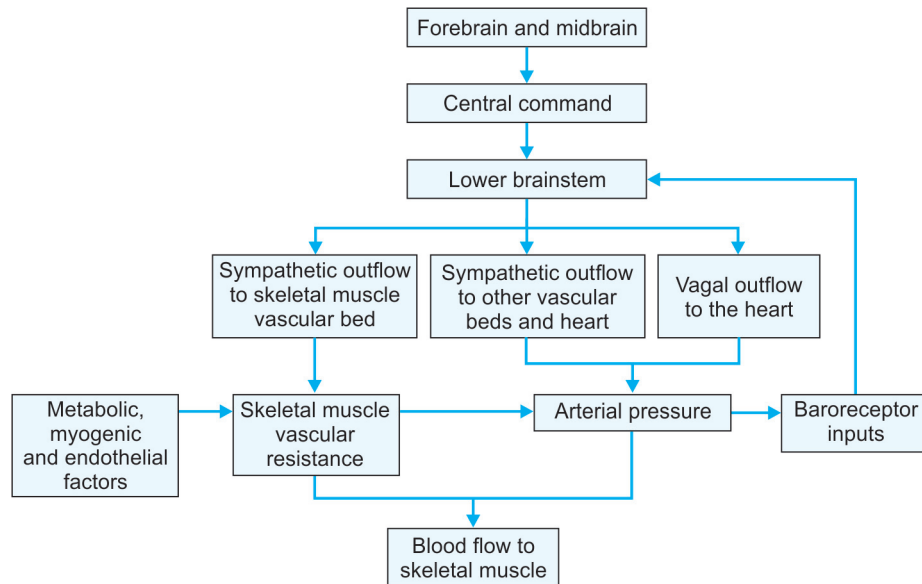 Forebrain and midbrain
Central command
Lower brainstem
Sympathetic outflow
to skeletal muscle
vascular bed
Sympathetic outflow
to other vascular
beds and heart
Vagal outflow
to the heart
Metabolic,
myogenic
and endothelial
factors
Skeletal muscle
vascular
resistance
Arterial pressure
Baroreceptor
inputs
Blood flow to
skeletal muscle